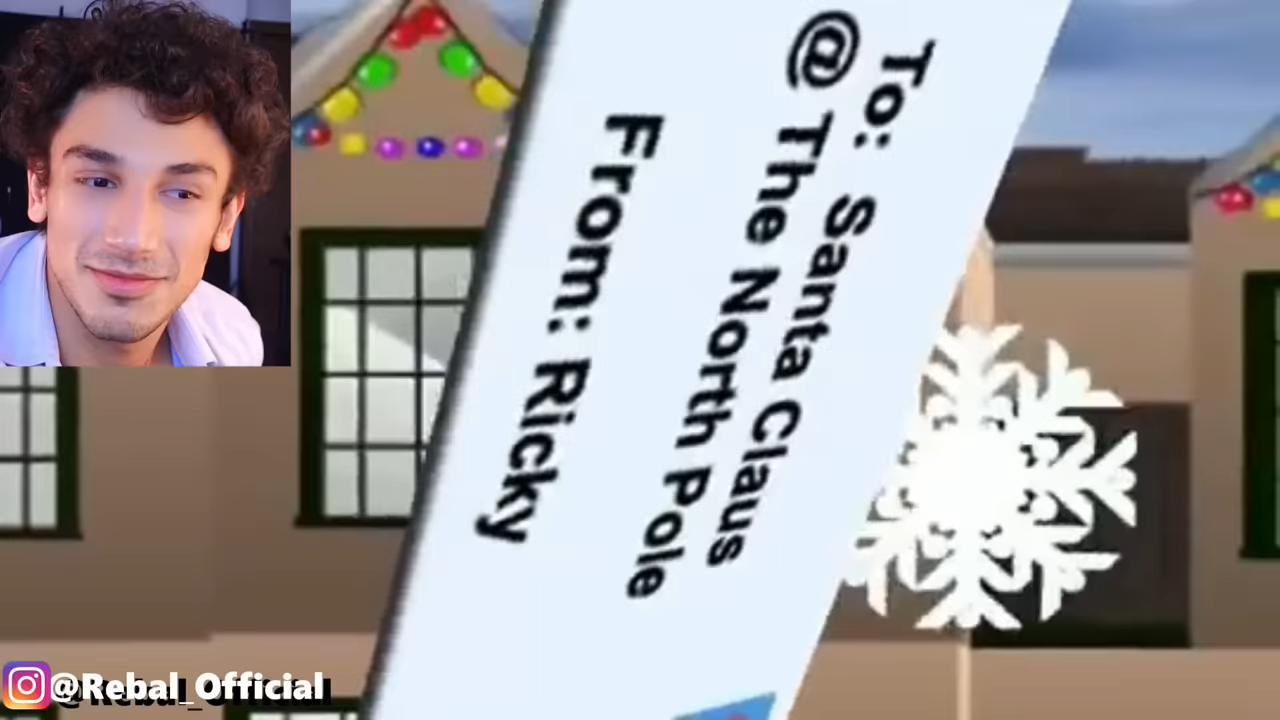 To: Santa Claus
@ The North Pole
From: Ricky
@Rebal_Official